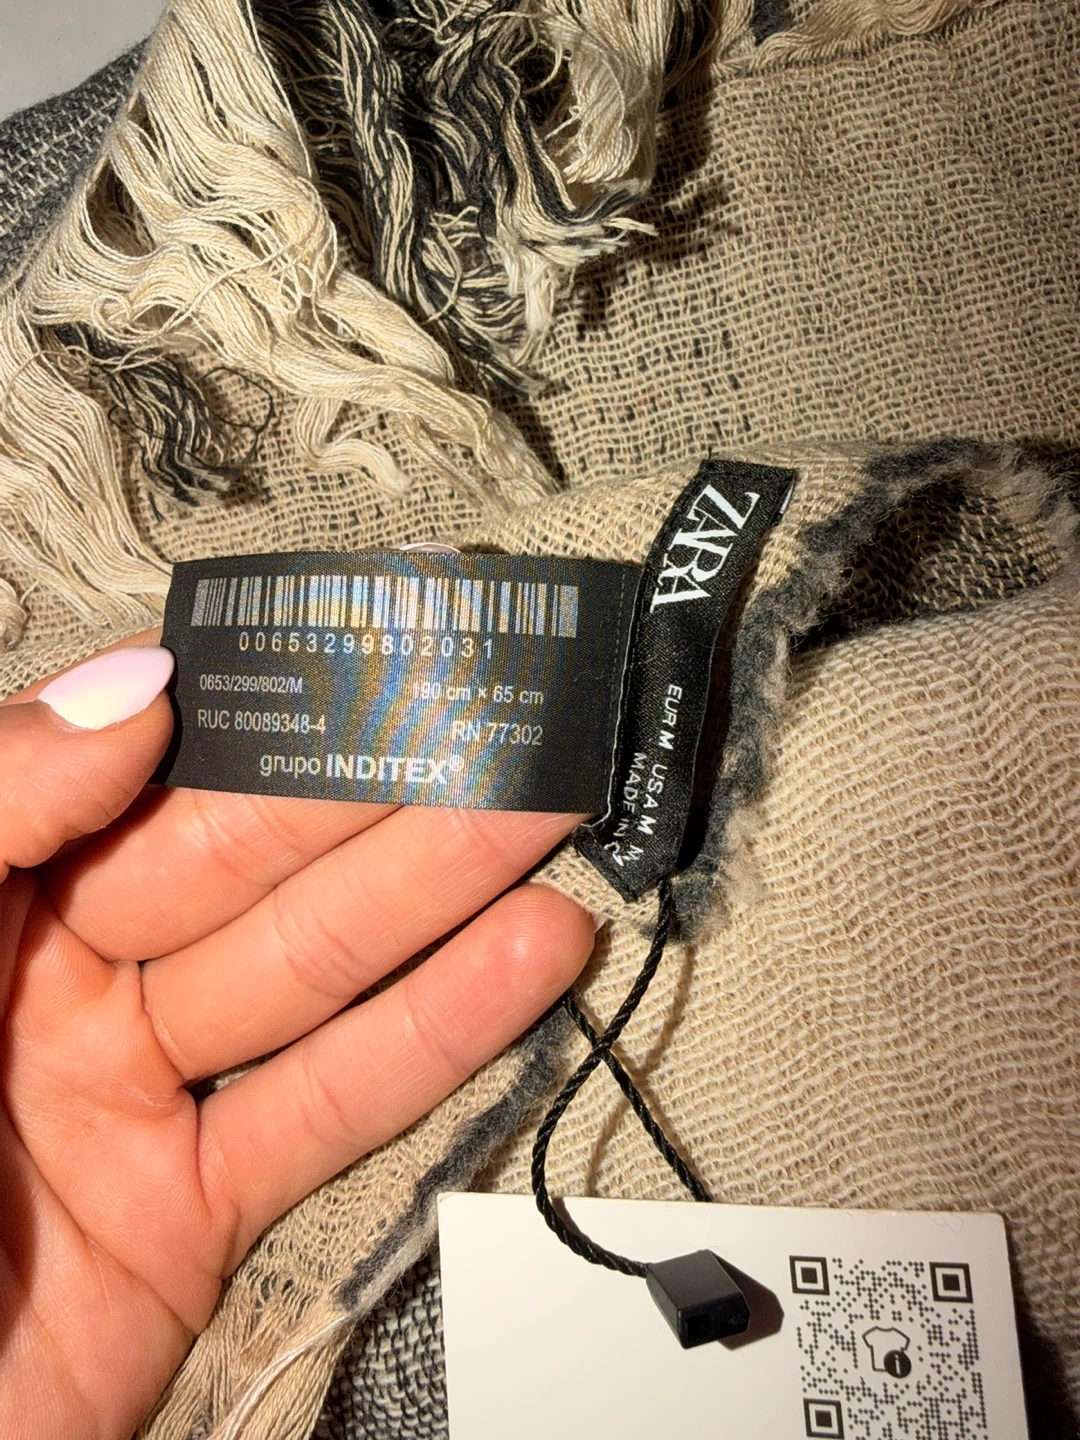 00653299802031
0653/299/802/M
190 cm × 65 cm
RUC 80089348-4
RN 77302
grupo INDITEX®
ZARA
EUR M USA M M
MADE IN
i